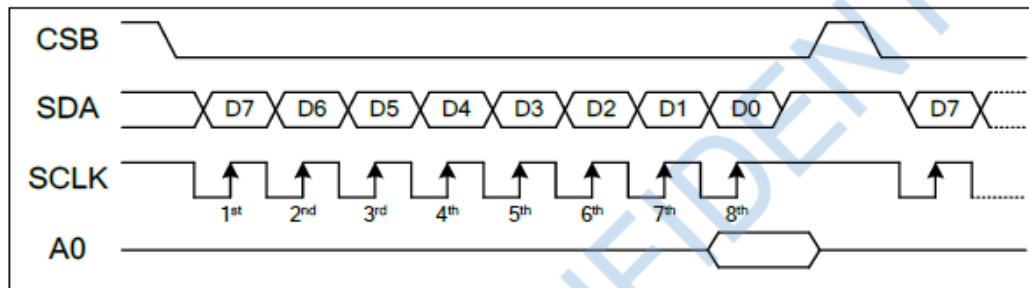 CSB
SDA D7 D6 D5 D4 D3 D2 D1 D0 D7
SCLK
1st 2nd 3rd 4th 5th 6th 7th 8th
A0